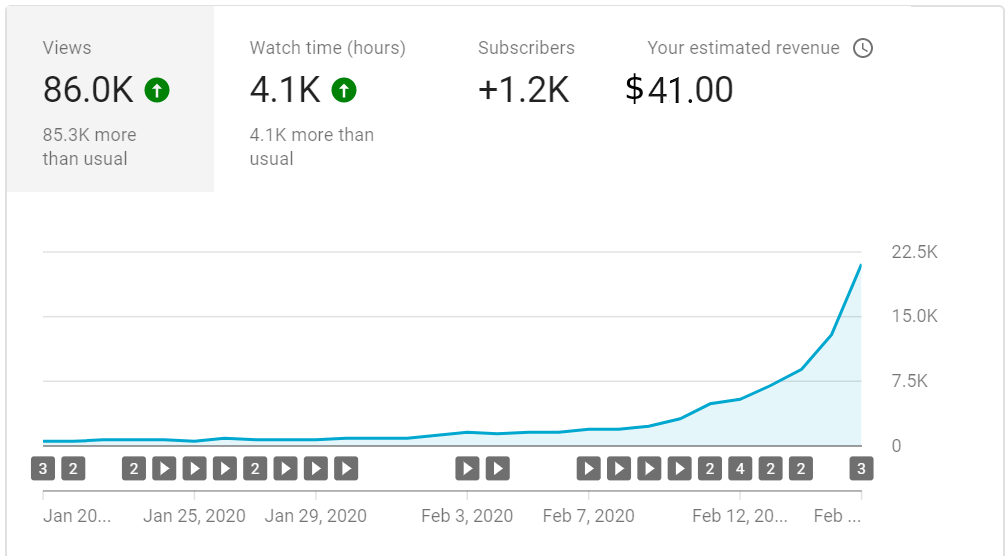 Views
Watch time (hours)
Subscribers
Your estimated revenue
86.0K
4.1K
+1.2K
$41.00
85.3K more
than usual
4.1K more than
usual
22.5K
15.0K
7.5K
0
3 2 2 2 2 4 2 2 3
Jan 20... Jan 25, 2020 Jan 29, 2020 Feb 3, 2020 Feb 7, 2020 Feb 12, 20... Feb ...